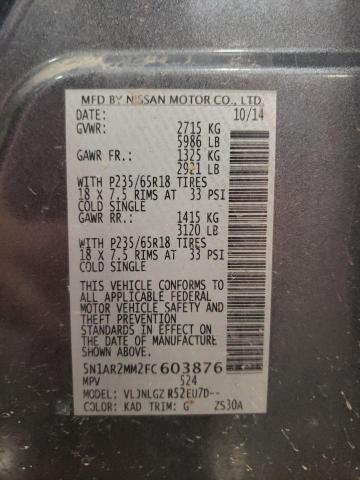 MFD BY NISSAN MOTOR CO., LTD.
DATE: 10/14
GVWR: 2715 KG
5986 LB
GAWR FR.: 1325 KG
2921 LB
WITH P235/65R18 TIRES
18 X 7.5 RIMS AT 33 PSI
COLD SINGLE
GAWR RR.: 1415 KG
3120 LB
WITH P235/65R18 TIRES
18 X 7.5 RIMS AT 33 PSI
COLD SINGLE
THIS VEHICLE CONFORMS TO
ALL APPLICABLE FEDERAL
MOTOR VEHICLE SAFETY AND
THEFT PREVENTION
STANDARDS IN EFFECT ON
THE DATE OF MANUFACTURE
5N1AR2MM2FC603876
MPV 524
MODEL: VLJNLGZ R52EU7D--
COLOR: KAD TRIM: G ZS30A